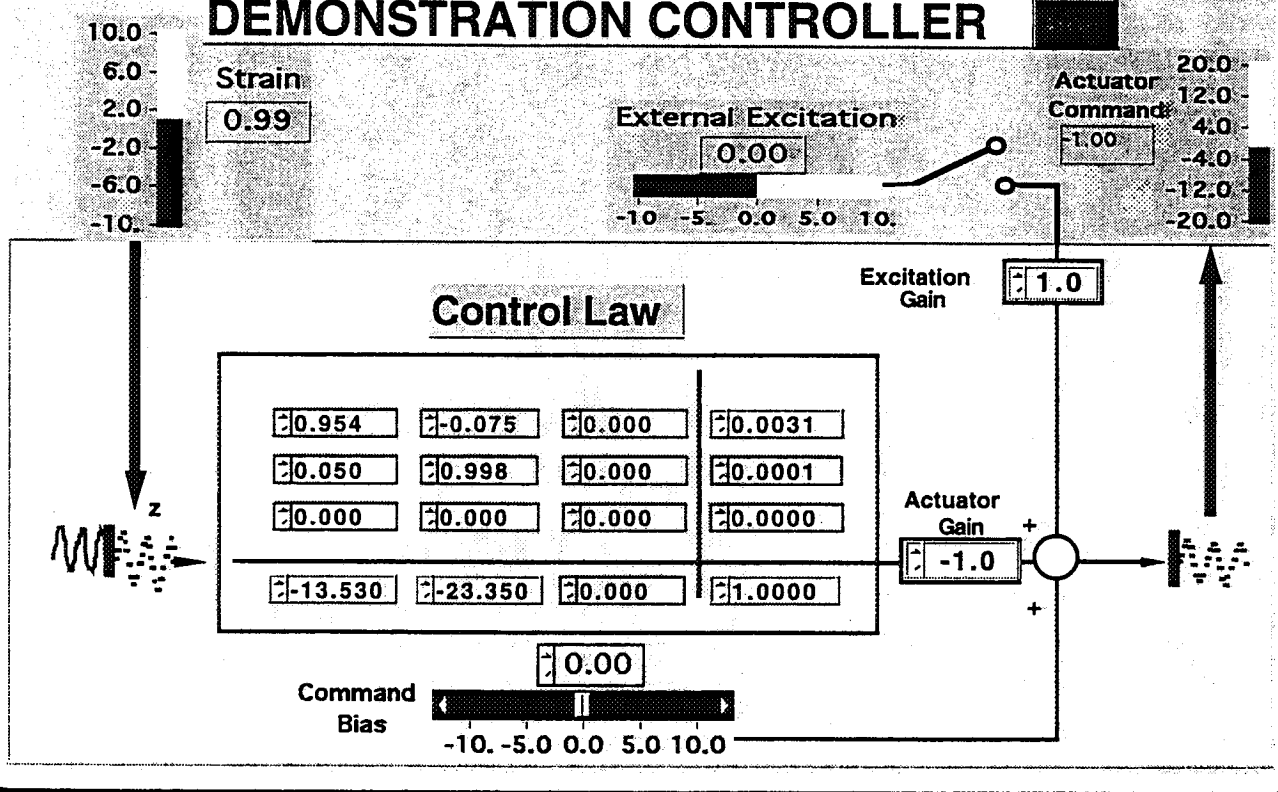 DEMONSTRATION CONTROLLER
10.0
6.0
2.0
-2.0
-6.0
-10.
Strain
0.99
External Excitation
0.00
-10 -5. 0.0 5.0 10.
Actuator
Command
-1.00
20.0
12.0
4.0
-4.0
-12.0
-20.0
Excitation
Gain
1.0
Control Law
0.954 -0.075 0.000 0.0031
0.050 0.998 0.000 0.0001
0.000 0.000 0.000 0.0000
-13.530 -23.350 0.000 1.0000
z
Actuator
Gain
-1.0
+
+
0.00
Command
Bias
-10. -5.0 0.0 5.0 10.0